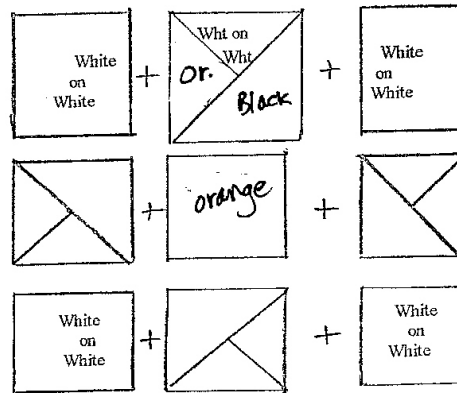 White
on
White
+
Wht on
Wht
Or.
Black
+
White
on
White
+
orange
+
White
on
White
+
+
White
on
White